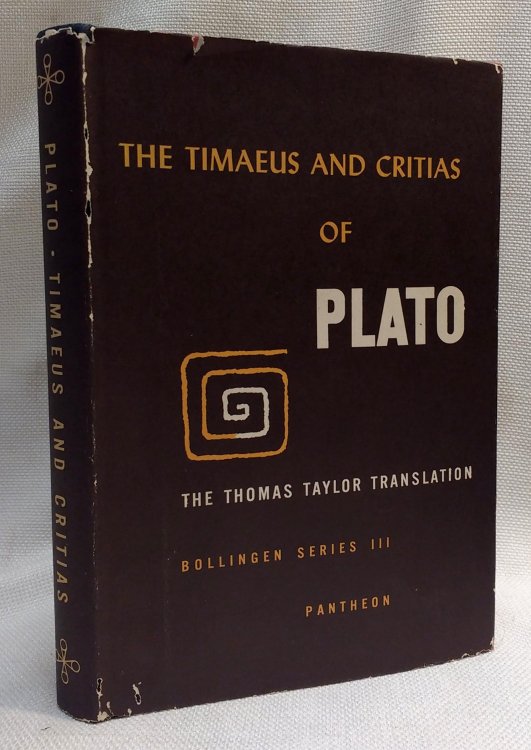 PLATO - TIMAEUS AND CRITIAS
THE TIMAEUS AND CRITIAS
OF
PLATO
THE THOMAS TAYLOR TRANSLATION
BOLLINGEN SERIES III
PANTHEON